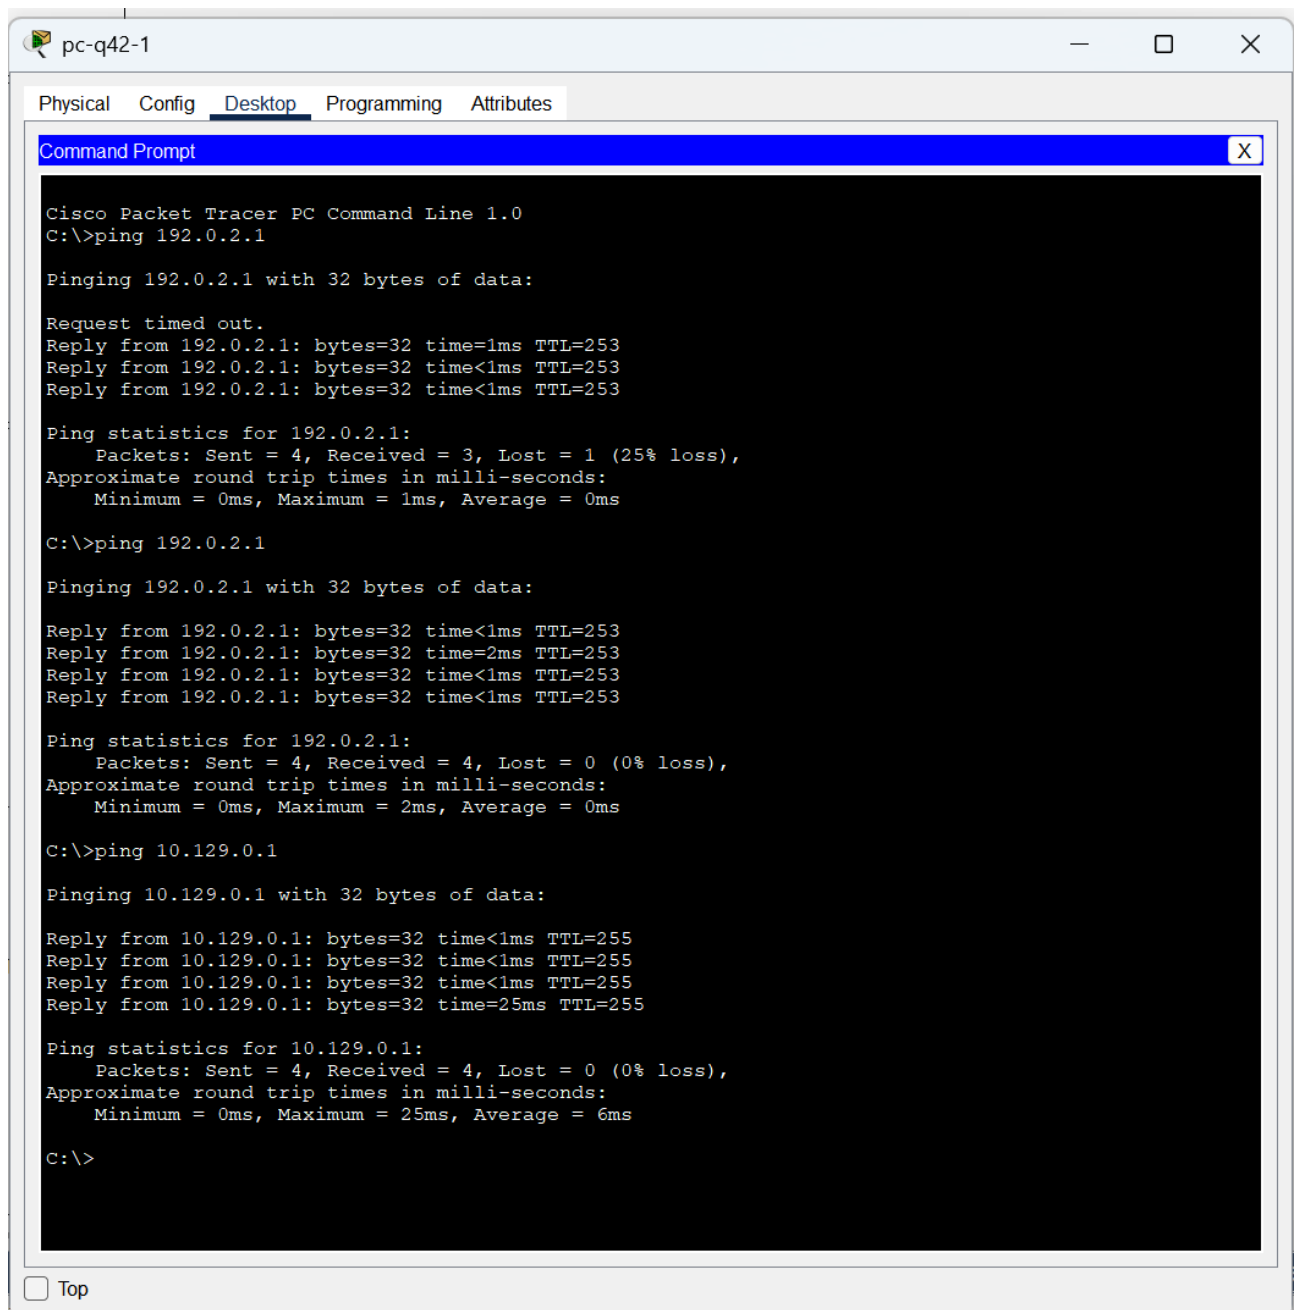 pc-q42-1
Physical Config Desktop Programming Attributes
Command Prompt
X
Cisco Packet Tracer PC Command Line 1.0
C:\>ping 192.0.2.1
Pinging 192.0.2.1 with 32 bytes of data:
Request timed out.
Reply from 192.0.2.1: bytes=32 time=1ms TTL=253
Reply from 192.0.2.1: bytes=32 time<1ms TTL=253
Reply from 192.0.2.1: bytes=32 time<1ms TTL=253
Ping statistics for 192.0.2.1:
Packets: Sent = 4, Received = 3, Lost = 1 (25% loss),
Approximate round trip times in milli-seconds:
Minimum = 0ms, Maximum = 1ms, Average = 0ms
C:\>ping 192.0.2.1
Pinging 192.0.2.1 with 32 bytes of data:
Reply from 192.0.2.1: bytes=32 time<1ms TTL=253
Reply from 192.0.2.1: bytes=32 time=2ms TTL=253
Reply from 192.0.2.1: bytes=32 time<1ms TTL=253
Reply from 192.0.2.1: bytes=32 time<1ms TTL=253
Ping statistics for 192.0.2.1:
Packets: Sent = 4, Received = 4, Lost = 0 (0% loss),
Approximate round trip times in milli-seconds:
Minimum = 0ms, Maximum = 2ms, Average = 0ms
C:\>ping 10.129.0.1
Pinging 10.129.0.1 with 32 bytes of data:
Reply from 10.129.0.1: bytes=32 time<1ms TTL=255
Reply from 10.129.0.1: bytes=32 time<1ms TTL=255
Reply from 10.129.0.1: bytes=32 time<1ms TTL=255
Reply from 10.129.0.1: bytes=32 time=25ms TTL=255
Ping statistics for 10.129.0.1:
Packets: Sent = 4, Received = 4, Lost = 0 (0% loss),
Approximate round trip times in milli-seconds:
Minimum = 0ms, Maximum = 25ms, Average = 6ms
C:\>
Top